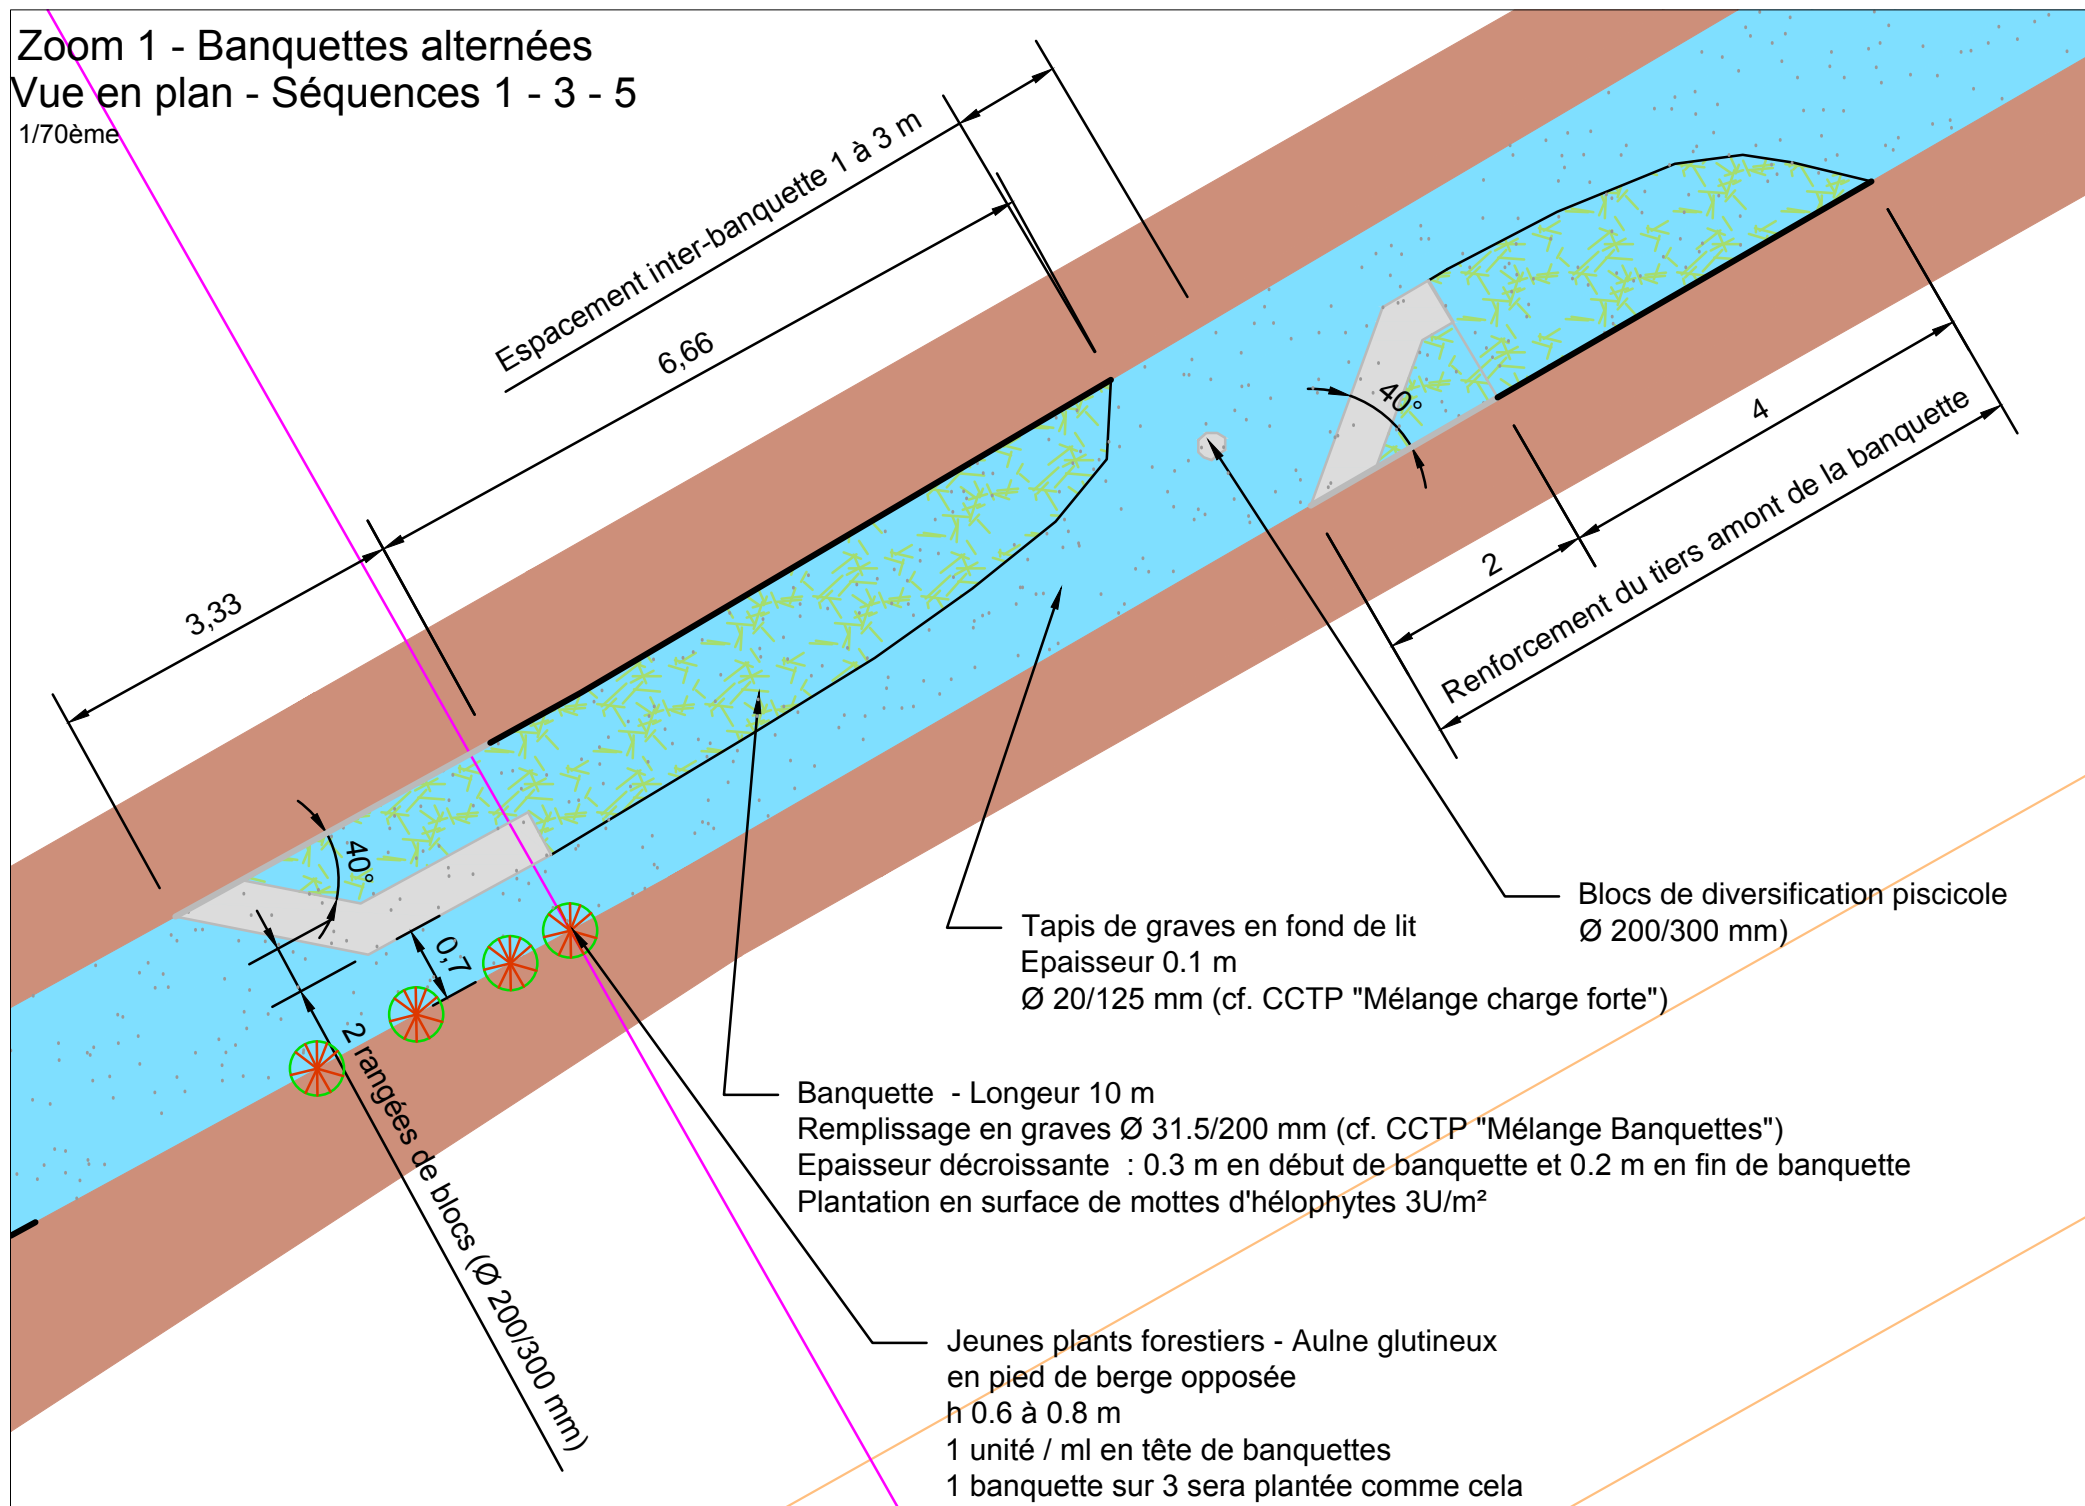 Zoom 1 - Banquettes alternées
Vue en plan - Séquences 1 - 3 - 5
1/70ème
Espacement inter-banquette 1 à 3 m
6,66
3,33
40°
40°
4
2
Renforcement du tiers amont de la banquette
0,7
2 rangées de blocs (Ø 200/300 mm)
Blocs de diversification piscicole
Ø 200/300 mm)
Tapis de graves en fond de lit
Epaisseur 0.1 m
Ø 20/125 mm (cf. CCTP "Mélange charge forte")
Banquette - Longeur 10 m
Remplissage en graves Ø 31.5/200 mm (cf. CCTP "Mélange Banquettes")
Epaisseur décroissante : 0.3 m en début de banquette et 0.2 m en fin de banquette
Plantation en surface de mottes d'hélophytes 3U/m²
Jeunes plants forestiers - Aulne glutineux
en pied de berge opposée
h 0.6 à 0.8 m
1 unité / ml en tête de banquettes
1 banquette sur 3 sera plantée comme cela